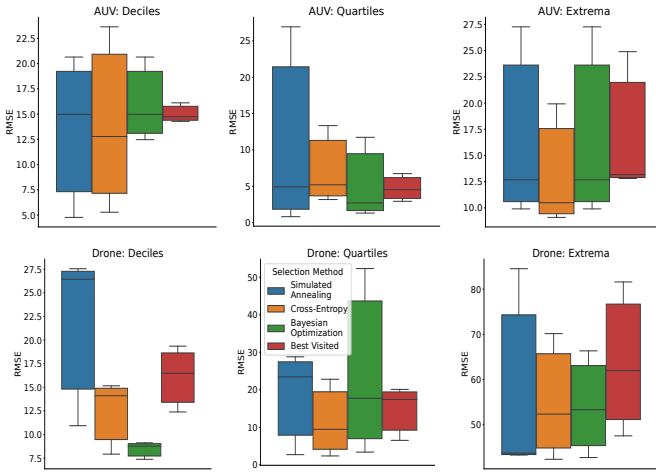 AUV: Deciles
AUV: Quartiles
AUV: Extrema
RMSE
22.5
20.0
17.5
15.0
12.5
10.0
7.5
5.0
RMSE
25
20
15
10
5
0
RMSE
27.5
25.0
22.5
20.0
17.5
15.0
12.5
10.0
Drone: Deciles
Drone: Quartiles
Drone: Extrema
RMSE
27.5
25.0
22.5
20.0
17.5
15.0
12.5
10.0
7.5
RMSE
50
40
30
20
10
0
Selection Method
Simulated
Annealing
Cross-Entropy
Bayesian
Optimization
Best Visited
RMSE
80
70
60
50